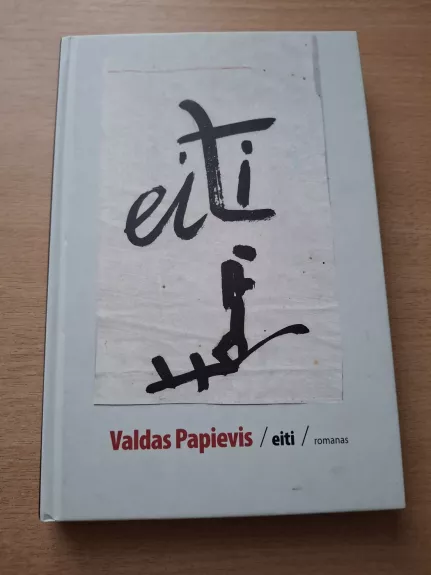 eiti
Valdas Papievis / eiti / romanas